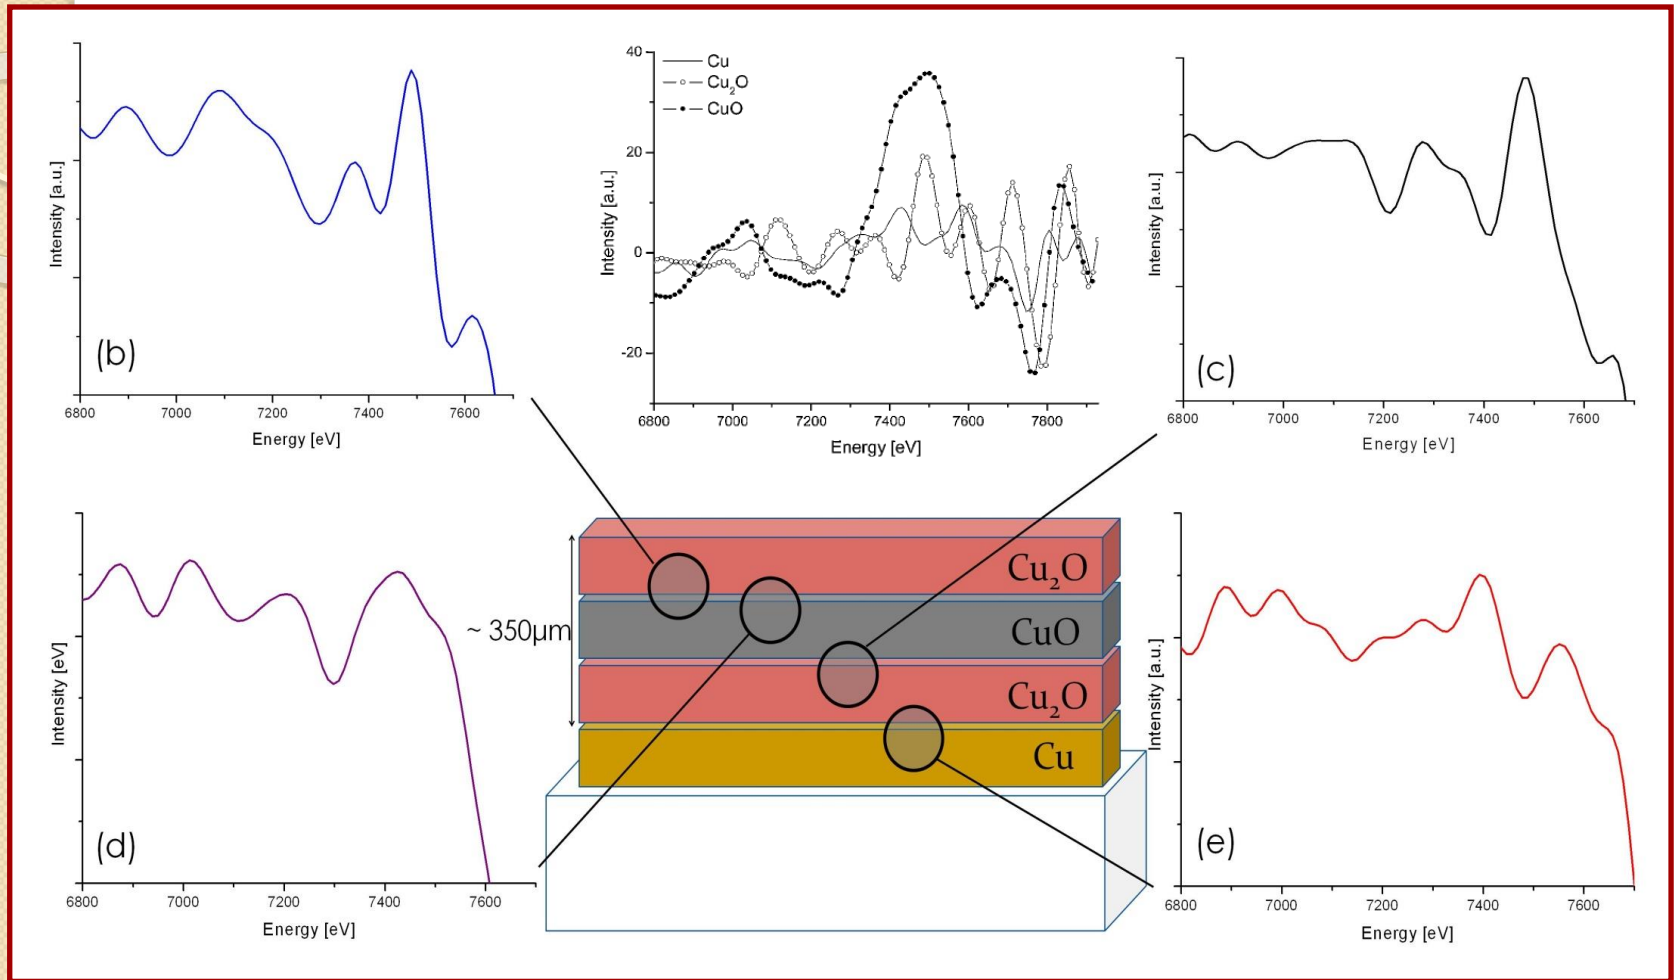 Intensity [a.u.]
(b)
6800 7000 7200 7400 7600
Energy [eV]
40
20
0
-20
Cu
Cu₂O
CuO
Intensity [a.u.]
6800 7000 7200 7400 7600 7800
Energy [eV]
Intensity [a.u.]
(c)
6800 7000 7200 7400 7600
Energy [eV]
Intensity [eV]
(d)
6800 7000 7200 7400 7600
Energy [eV]
~ 350µm
Cu₂O
CuO
Cu₂O
Cu
Intensity [a.u.]
(e)
6800 7000 7200 7400 7600
Energy [eV]